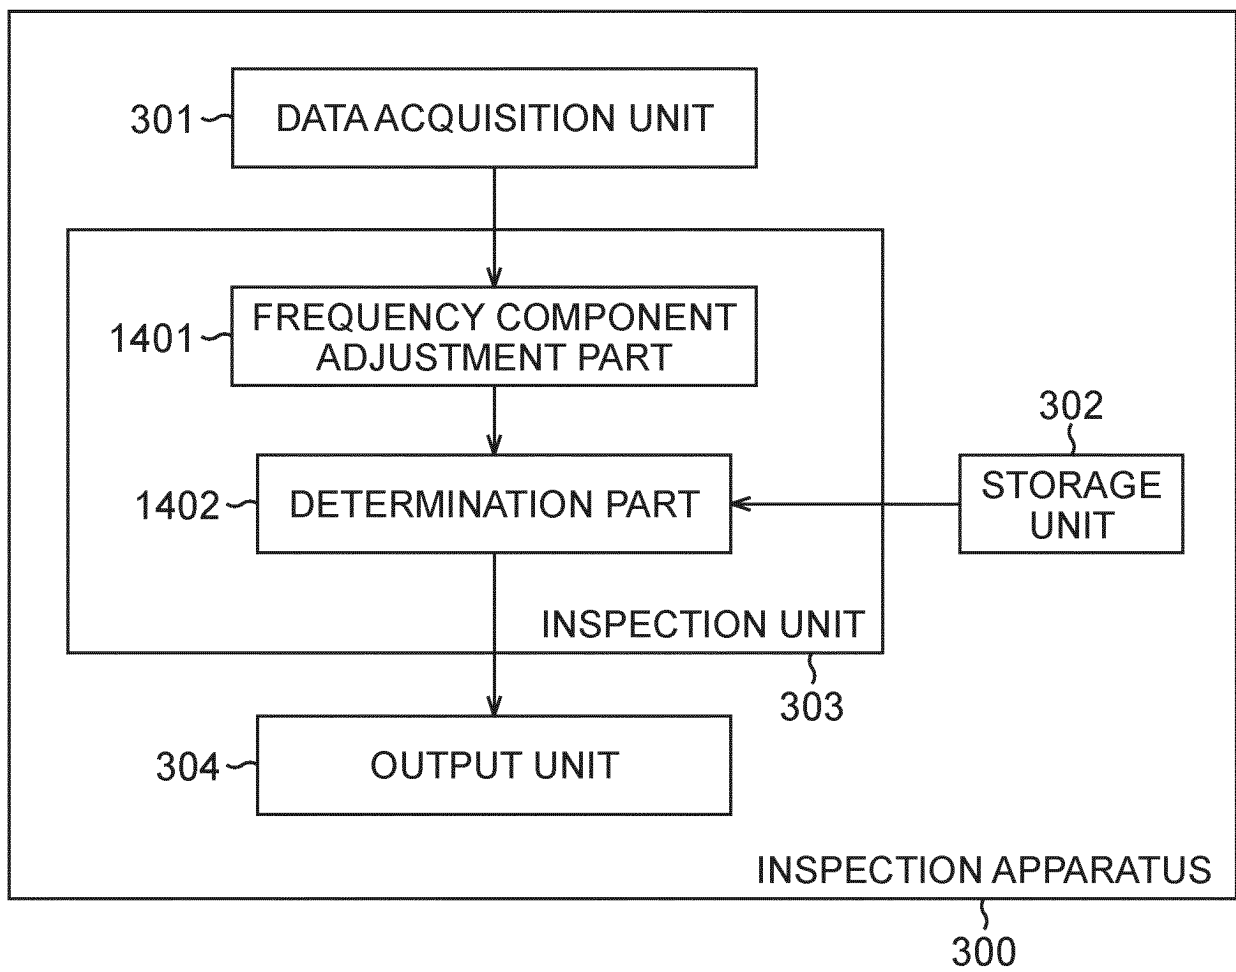 301
DATA ACQUISITION UNIT
1401
FREQUENCY COMPONENT
ADJUSTMENT PART
302
1402
DETERMINATION PART
STORAGE
UNIT
INSPECTION UNIT
303
304
OUTPUT UNIT
INSPECTION APPARATUS
300